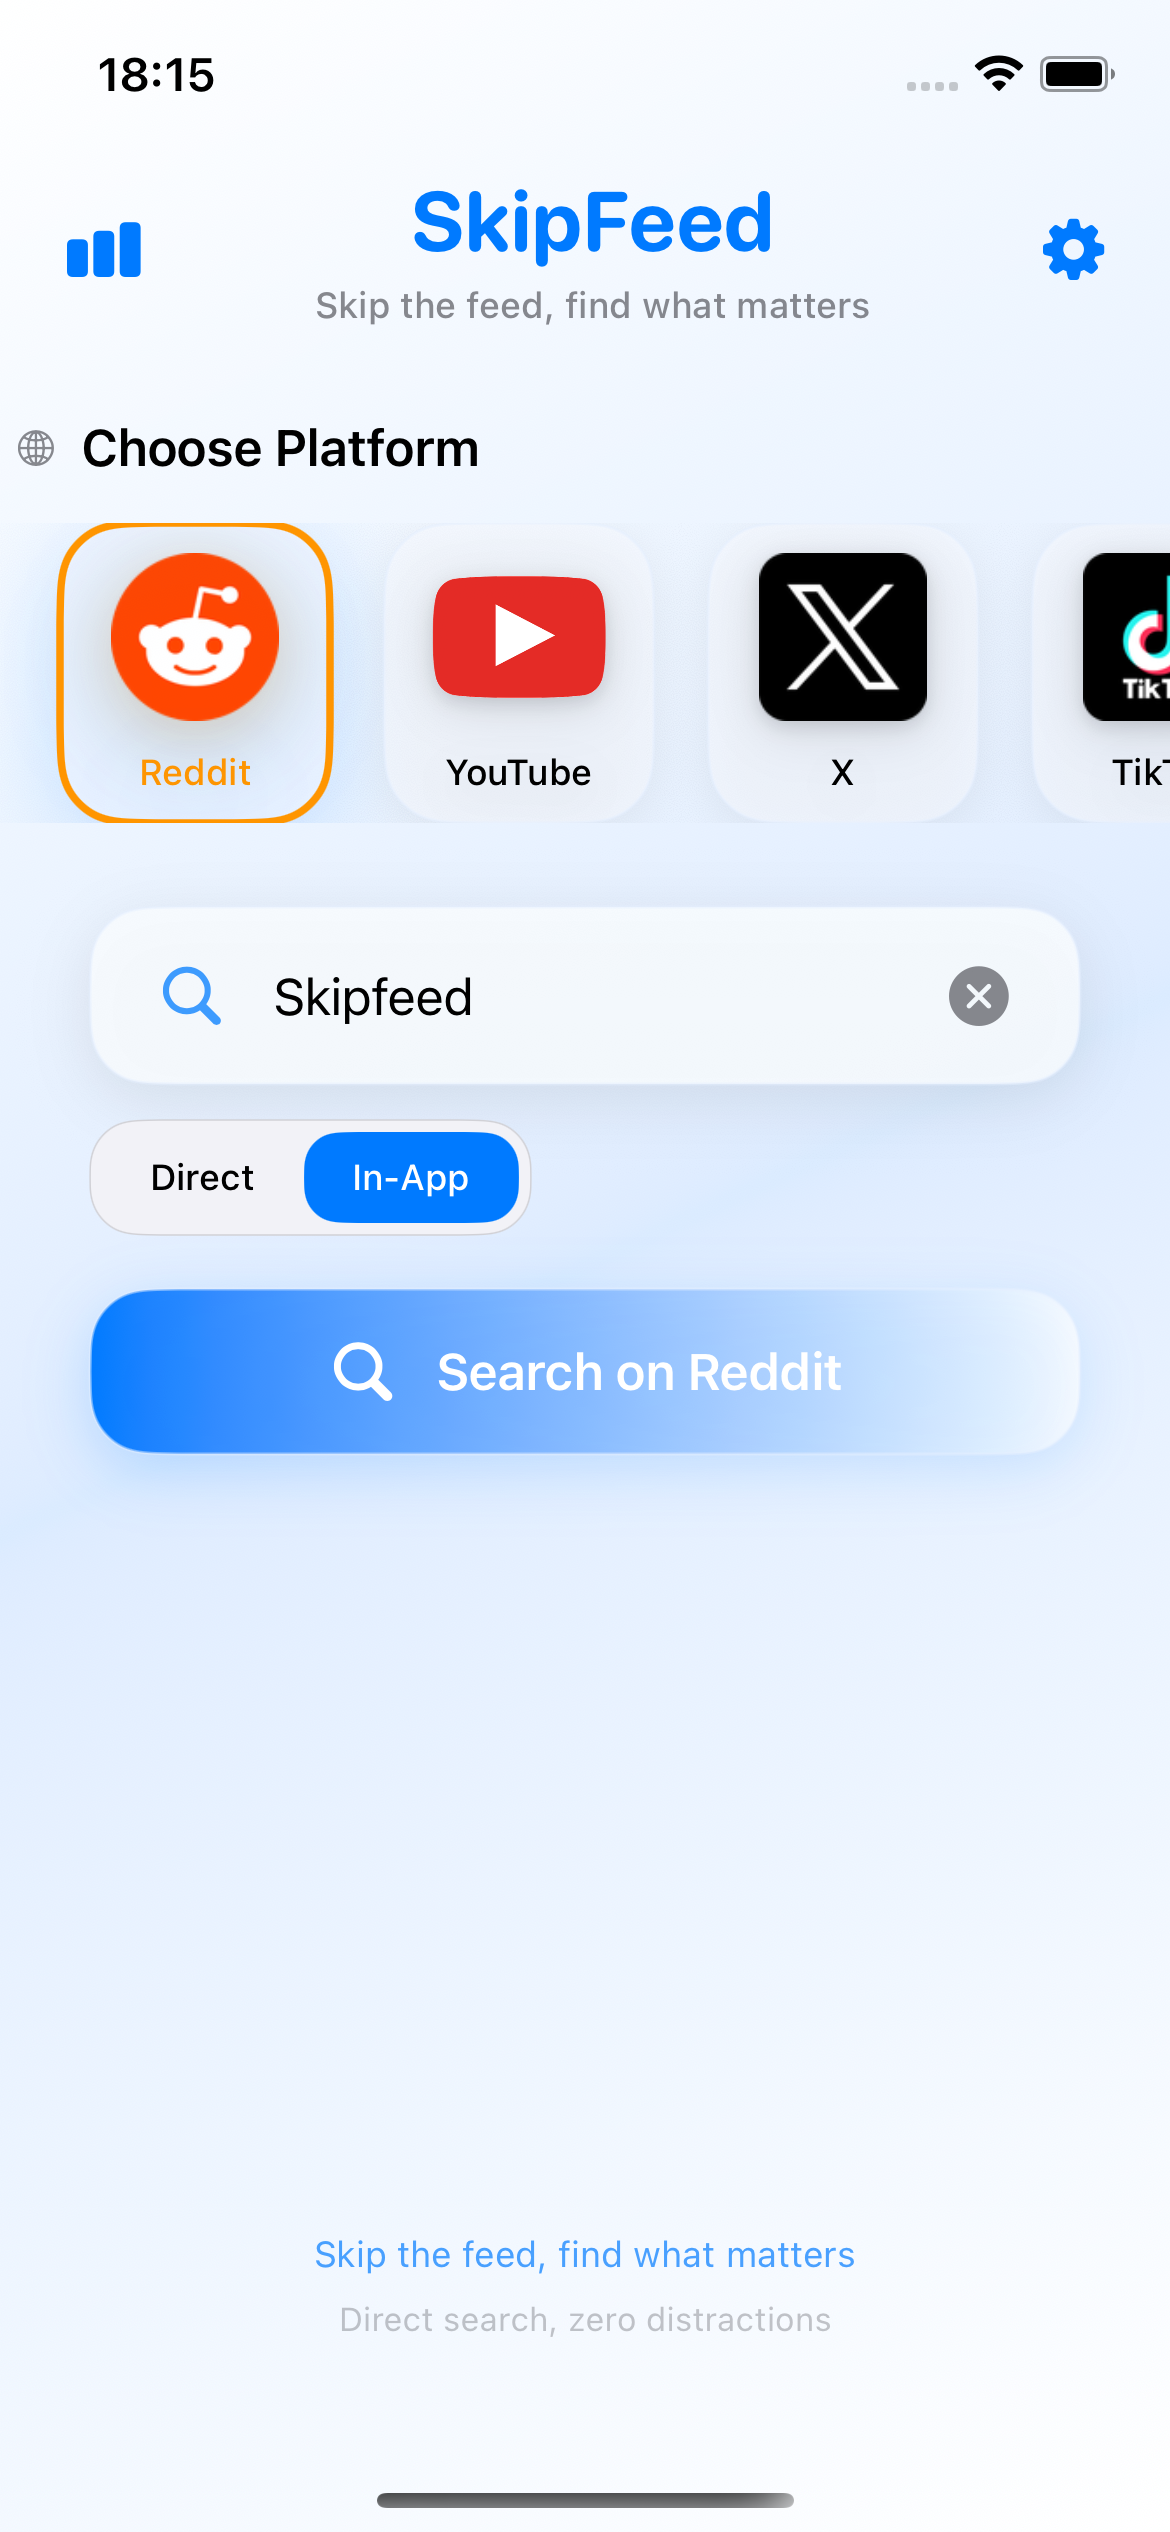 18:15
SkipFeed
Skip the feed, find what matters
Choose Platform
TikT
Reddit
YouTube
X
TikT
Skipfeed
Direct
In-App
Search on Reddit
Skip the feed, find what matters
Direct search, zero distractions